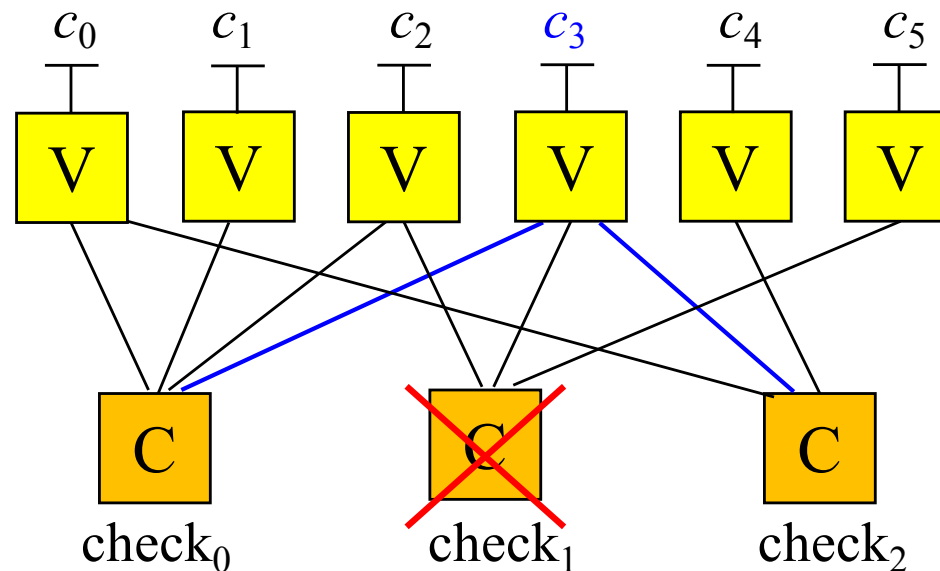 c₀ c₁ c₂ c₃ c₄ c₅
V V V V V V
C C C
check₀ check₁ check₂